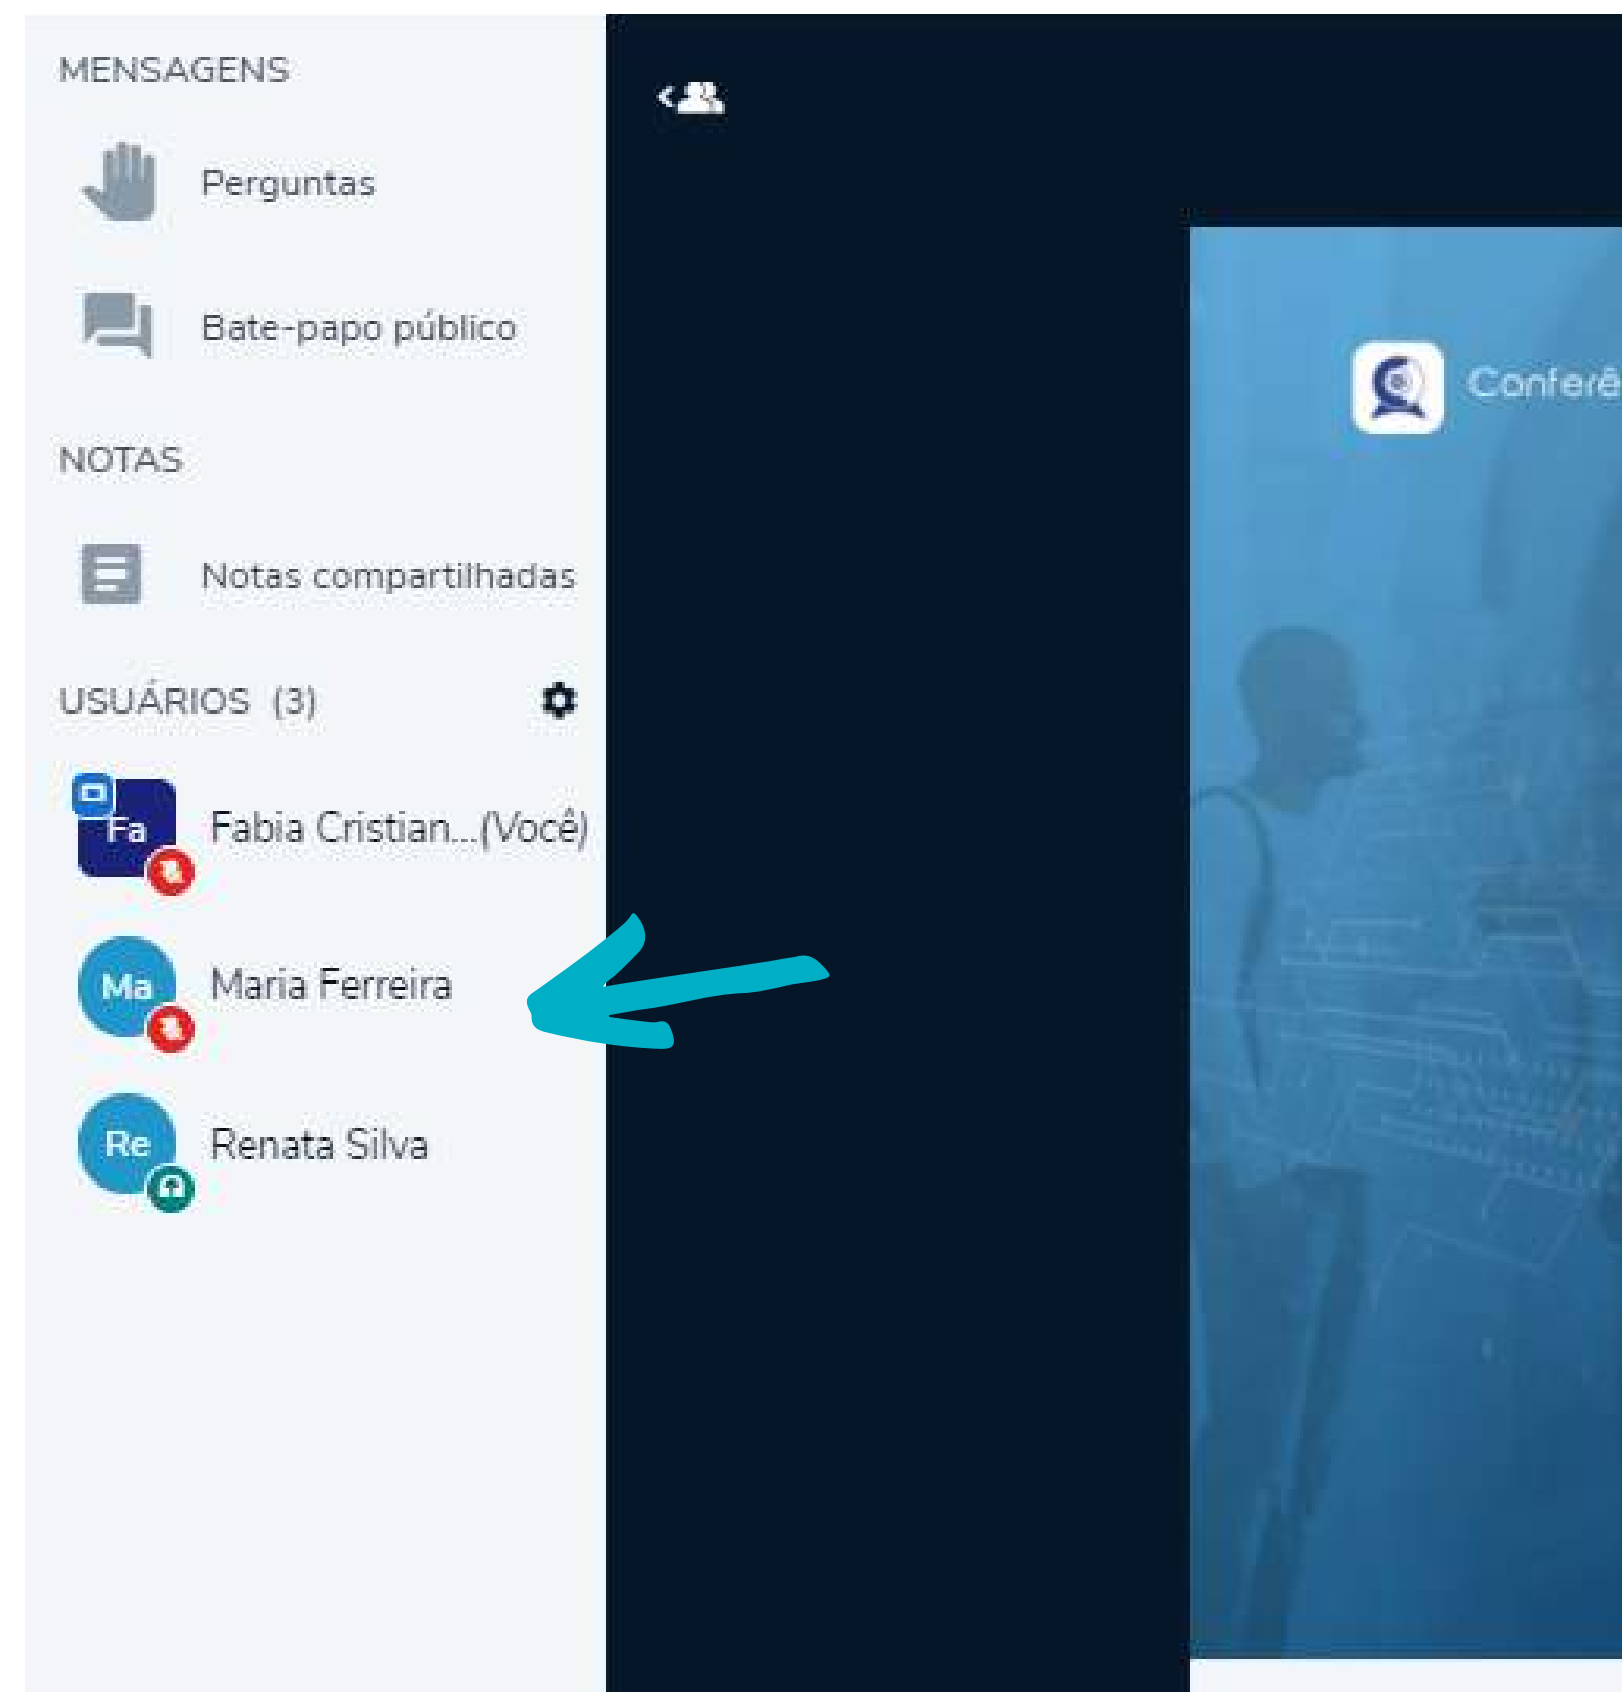 MENSAGENS
Perguntas
Bate-papo público
NOTAS
Notas compartilhadas
USUÁRIOS (3)
Fa
Fabia Cristian...(Você)
Ma
Maria Ferreira
Re
Renata Silva
Conferê